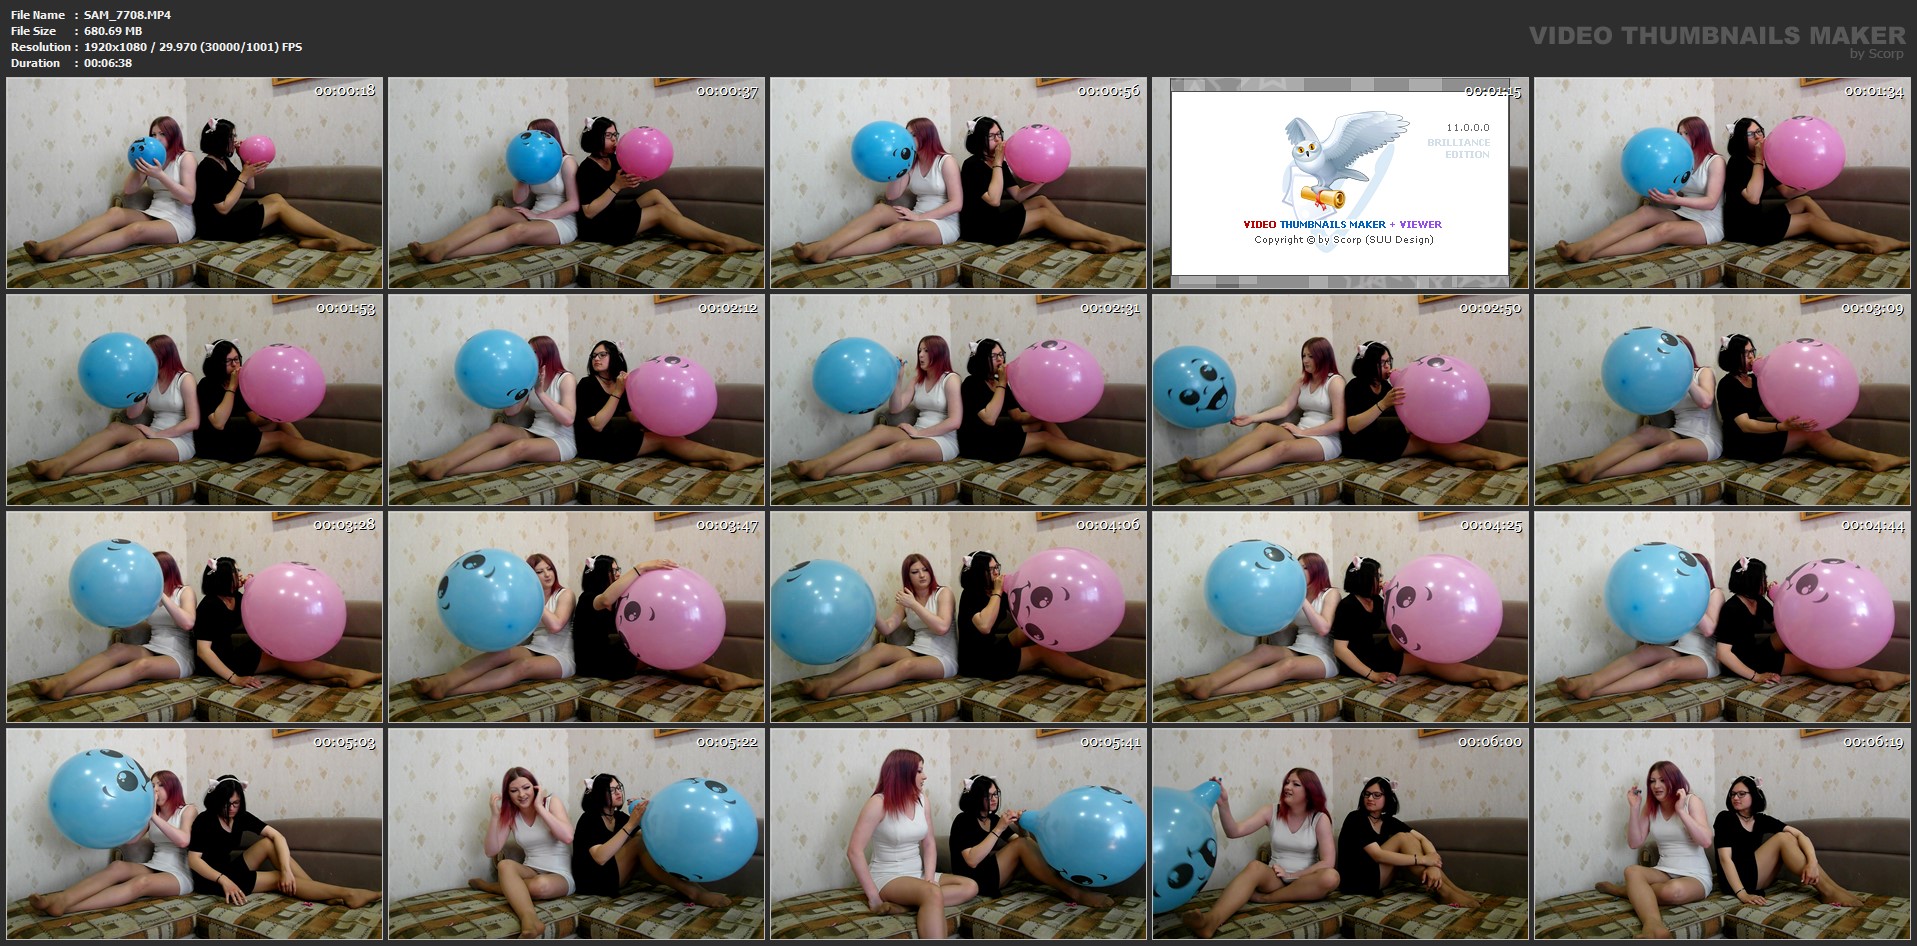 File Name : SAM_7708.MP4
File Size : 680.69 MB
Resolution : 1920x1080 / 29.970 (30000/1001) FPS
Duration : 00:06:38
VIDEO THUMBNAILS MAKER
by Scorp
00:00:18
00:00:37
00:00:56
00:01:15
11.0.0.0
BRILLIANCE
EDITION
VIDEO THUMBNAILS MAKER + VIEWER
Copyright © by Scorp (SUU Design)
00:01:34
00:01:53
00:02:12
00:02:31
00:02:50
00:03:09
00:03:28
00:03:47
00:04:06
00:04:25
00:04:44
00:05:03
00:05:22
00:05:41
00:06:00
00:06:19